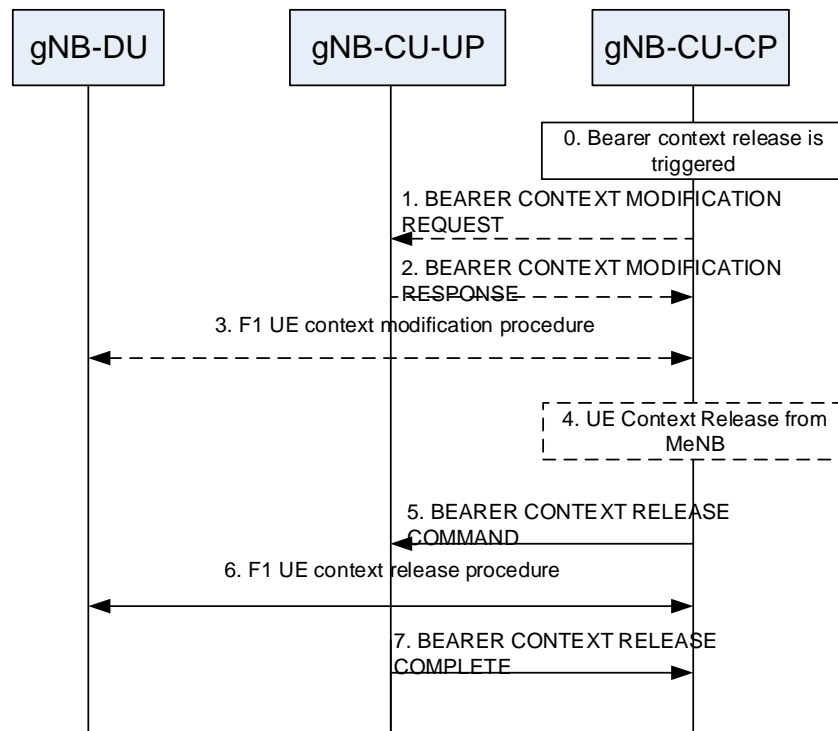 gNB-DU
gNB-CU-UP
gNB-CU-CP
0. Bearer context release is
triggered
1. BEARER CONTEXT MODIFICATION
REQUEST
2. BEARER CONTEXT MODIFICATION
RESPONSE
3. F1 UE context modification procedure
4. UE Context Release from
MeNB
5. BEARER CONTEXT RELEASE
COMMAND
6. F1 UE context release procedure
7. BEARER CONTEXT RELEASE
COMPLETE